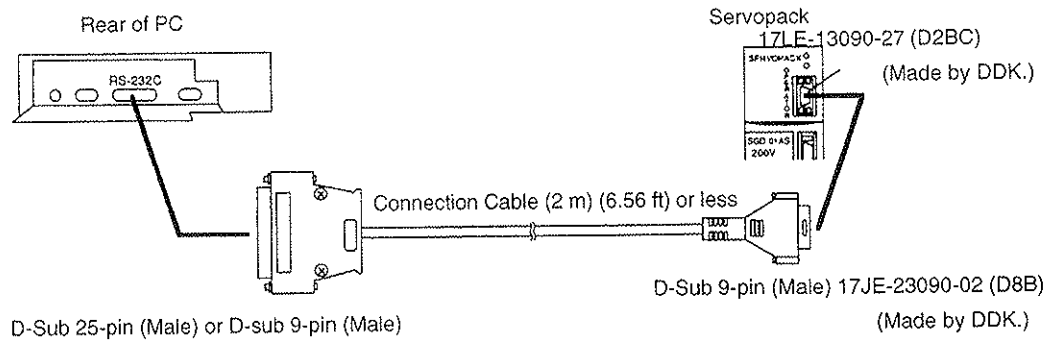 Rear of PC
RS-232C
Servopack
17LE-13090-27 (D2BC)
(Made by DDK.)
SERVOPACK
OPERATOR
200V
Connection Cable (2 m) (6.56 ft) or less
D-Sub 9-pin (Male) 17JE-23090-02 (D8B)
(Made by DDK.)
D-Sub 25-pin (Male) or D-sub 9-pin (Male)